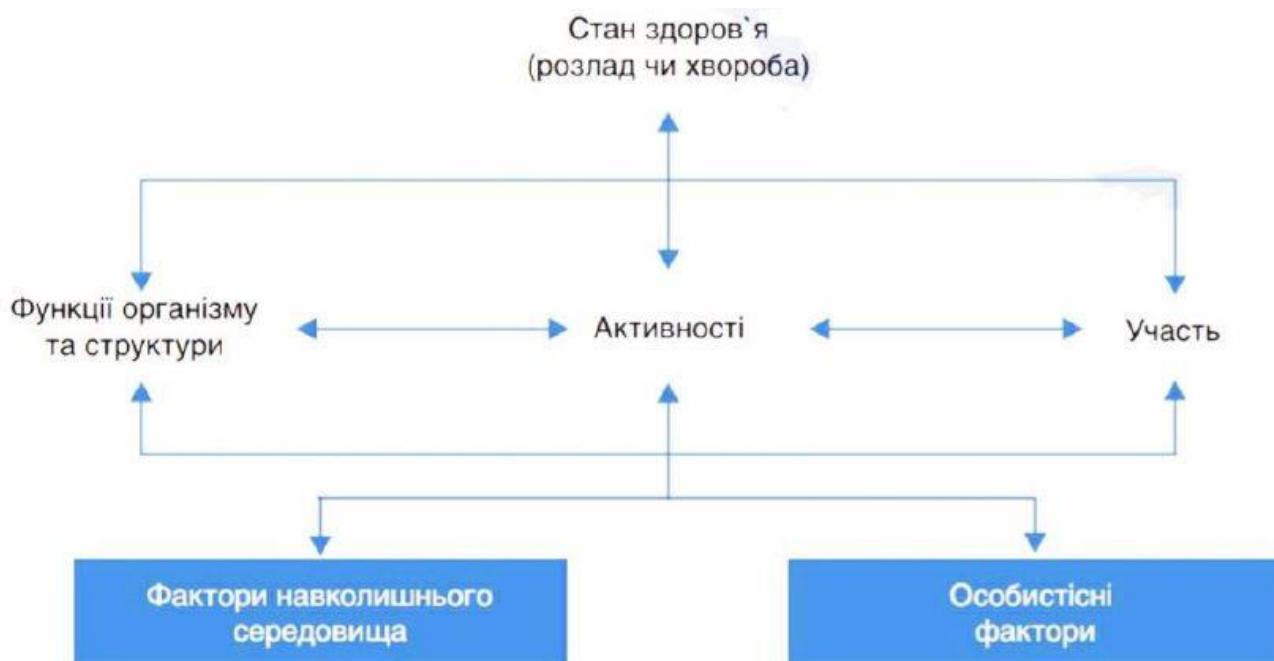 Стан здоров`я
(розлад чи хвороба)
Функції організму
та структури
Активності
Участь
Фактори навколишнього
середовища
Особистісні
фактори